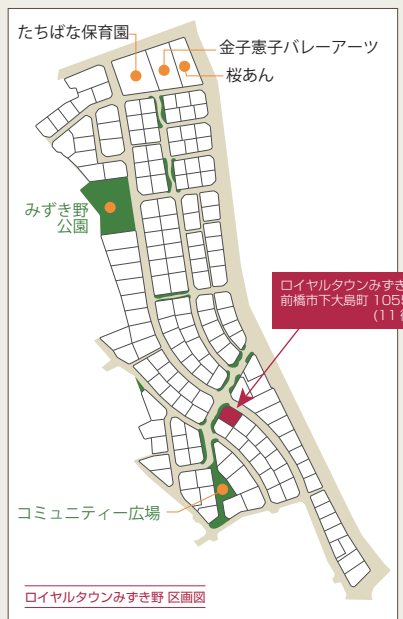 たちばな保育園
金子憲子バレーアーツ
桜あん
みずき野
公園
ロイヤルタウンみずき
前橋市下大島町 105
(11
コミュニティー広場
ロイヤルタウンみずき野 区画図